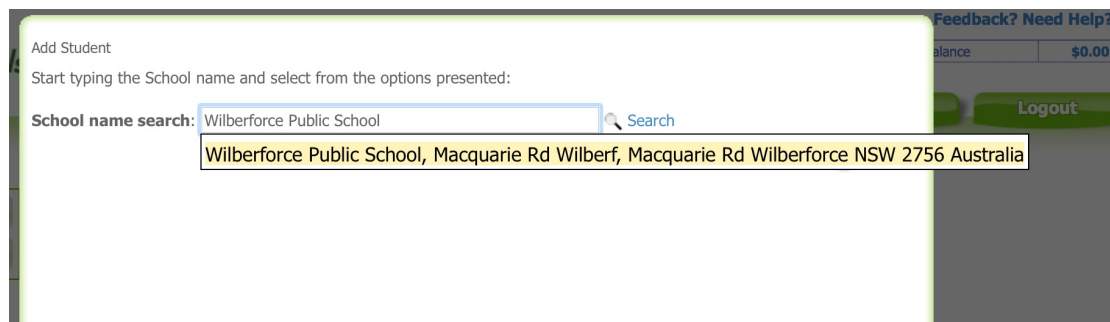 Feedback? Need Help?
Add Student
alance $0.00
Start typing the School name and select from the options presented:
Logout
School name search: Wilberforce Public School Search
Wilberforce Public School, Macquarie Rd Wilberf, Macquarie Rd Wilberforce NSW 2756 Australia